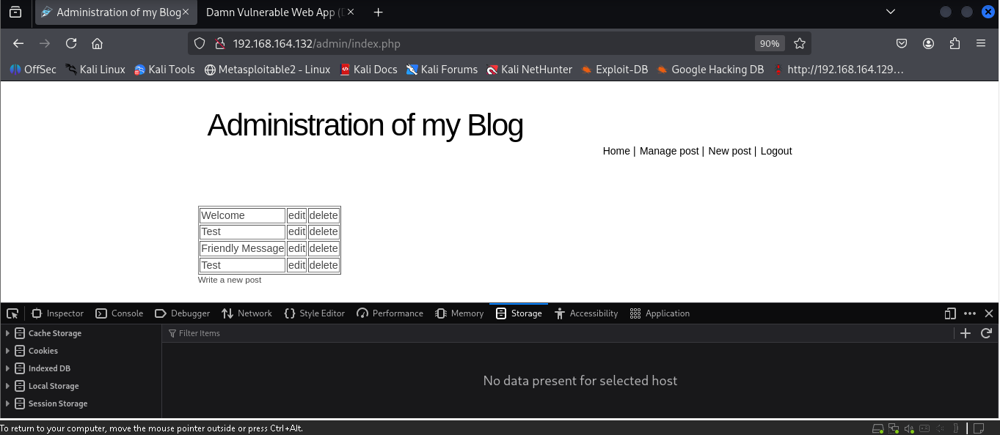 Administration of my Blog
Damn Vulnerable Web App (D
192.168.164.132/admin/index.php 90%
OffSec Kali Linux Kali Tools Metasploitable2 - Linux Kali Docs Kali Forums Kali NetHunter Exploit-DB Google Hacking DB http://192.168.164.129…
Administration of my Blog
Home | Manage post | New post | Logout
Welcome edit delete
Test edit delete
Friendly Message edit delete
Test edit delete
Write a new post
Inspector Console Debugger Network Style Editor Performance Memory Storage Accessibility Application
Cache Storage
Filter Items
Cookies
Indexed DB
Local Storage
Session Storage
No data present for selected host
To return to your computer, move the mouse pointer outside or press Ctrl+Alt.